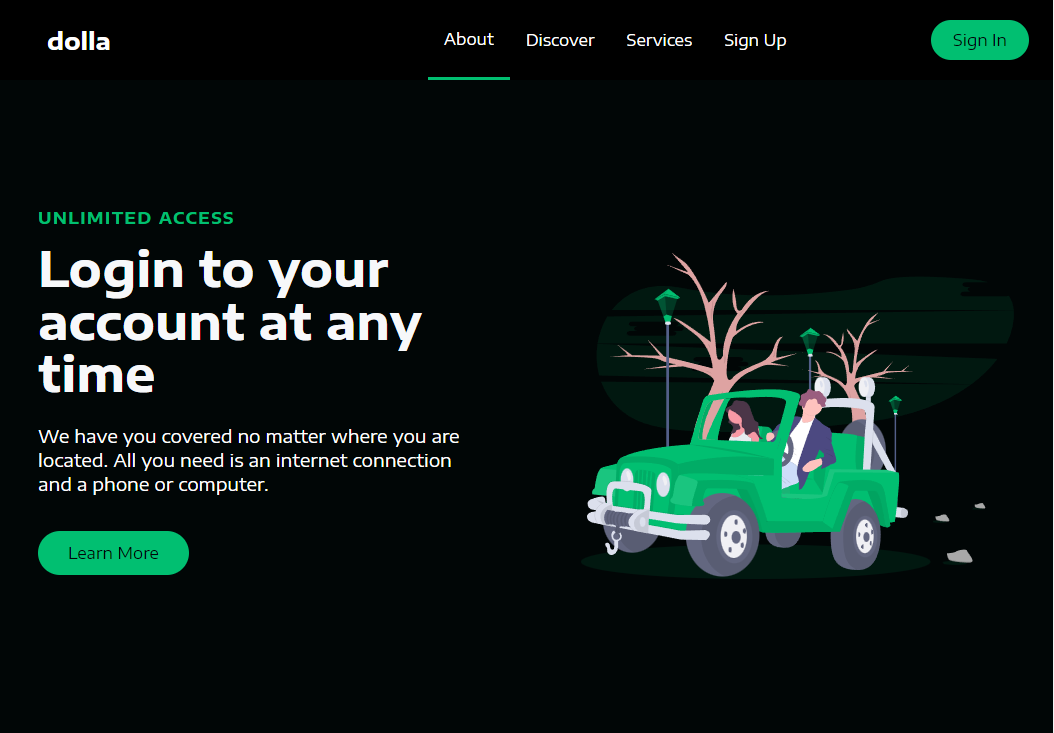 dolla
About
Discover
Services
Sign Up
Sign In
UNLIMITED ACCESS
Login to your
account at any
time
We have you covered no matter where you are
located. All you need is an internet connection
and a phone or computer.
Learn More